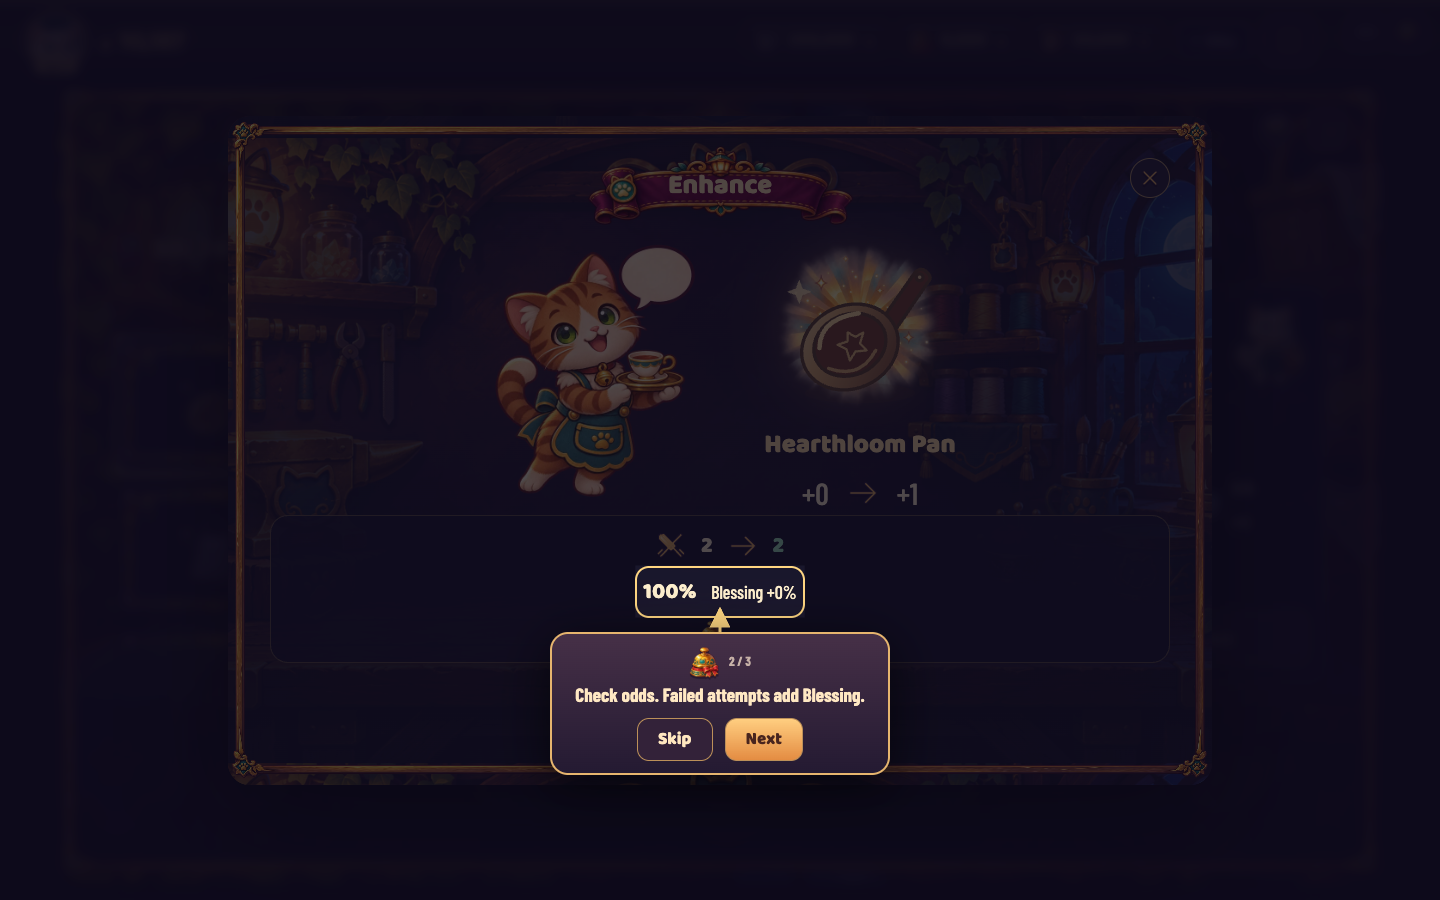 Enhance
Hearthloom Pan
+0 → +1
2 → 2
100% Blessing +0%
2 / 3
Check odds. Failed attempts add Blessing.
Skip Next